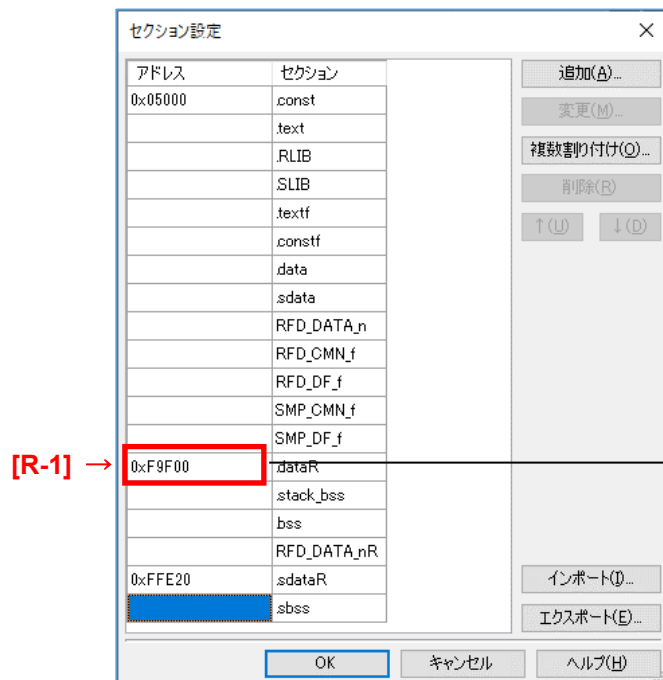 セクション設定
アドレス セクション
0x05000 .const
.text
.RLIB
.SLIB
.textf
.constf
.data
.sdata
RFD_DATA_n
RFD_CMN_f
RFD_DF_f
SMP_CMN_f
SMP_DF_f
[R-1] → 0xF9F00 .dataR
.stack_bss
.bss
RFD_DATA_nR
0xFFE20 .sdataR
.sbss
追加(A)...
変更(M)...
複数割り付け(O)...
削除(R)
↑(U) ↓(D)
インポート(I)...
エクスポート(E)...
OK キャンセル ヘルプ(H)